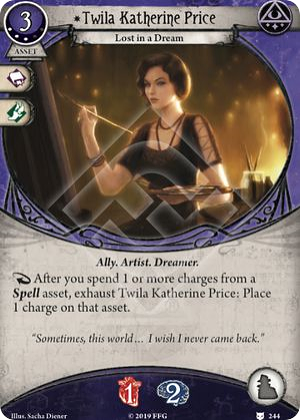 3
Twila Katherine Price
ASSET
Lost in a Dream
Ally. Artist. Dreamer.
After you spend 1 or more charges from a
Spell asset, exhaust Twila Katherine Price: Place
1 charge on that asset.
“Sometimes, this world… I wish I never came back.”
1
2
Illus. Sacha Diener
© 2019 FFG
244